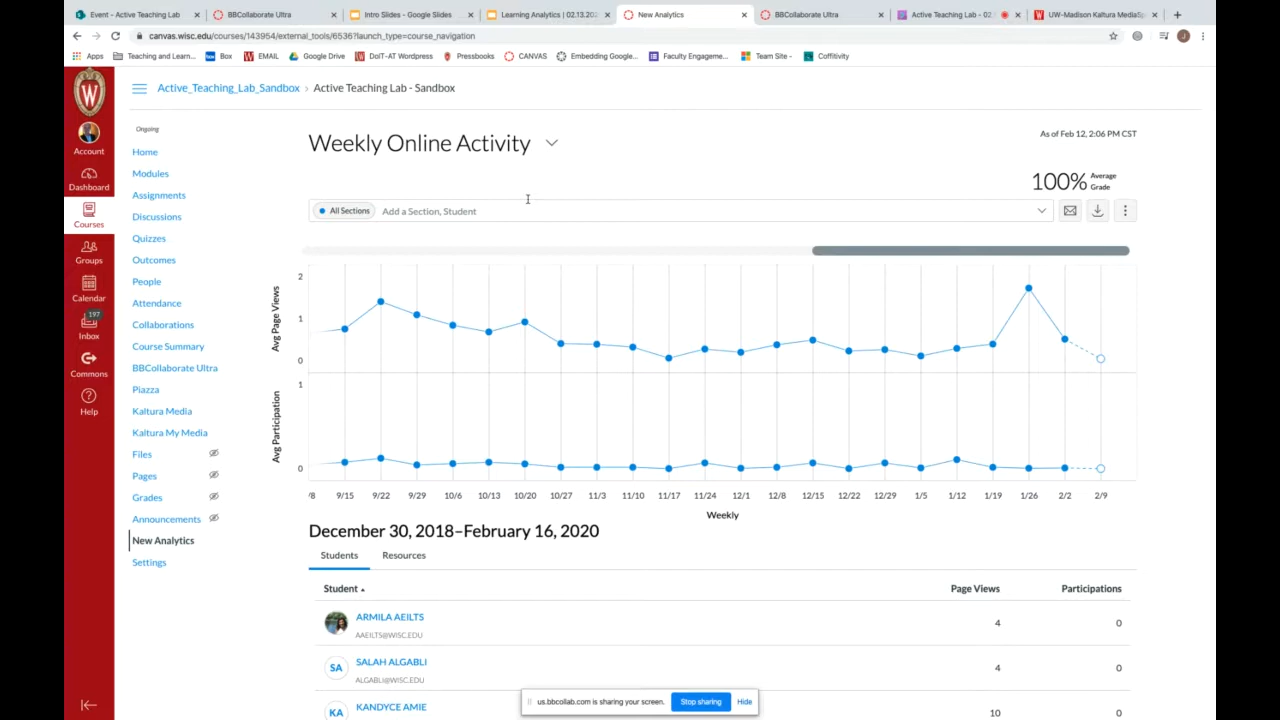 Event - Active Teaching Lab
BBCollaborate Ultra
Intro Slides - Google Slides
Learning Analytics | 02.13.202
New Analytics
BBCollaborate Ultra
Active Teaching Lab - 02.
UW-Madison Kaltura MediaSp
canvas.wisc.edu/courses/143954/external_tools/6536?launch_type=course_navigation
J
Apps
Teaching and Learn...
Box
EMAIL
Google Drive
DoIT-AT Wordpress
Pressbooks
CANVAS
Embedding Google...
Faculty Engageme...
Team Site -
Coffitivity
W
Account
Dashboard
Courses
Groups
Calendar
197
Inbox
Commons
Help
Active_Teaching_Lab_Sandbox › Active Teaching Lab - Sandbox
Ongoing
Home
Modules
Assignments
Discussions
Quizzes
Outcomes
People
Attendance
Collaborations
Course Summary
BBCollaborate Ultra
Piazza
Kaltura Media
Kaltura My Media
Files
Pages
Grades
Announcements
New Analytics
Settings
Weekly Online Activity
As of Feb 12, 2:06 PM CST
100% Average Grade
All Sections
Add a Section, Student
Avg Page Views
2
1
0
Avg Participation
1
0
/8 9/15 9/22 9/29 10/6 10/13 10/20 10/27 11/3 11/10 11/17 11/24 12/1 12/8 12/15 12/22 12/29 1/5 1/12 1/19 1/26 2/2 2/9
Weekly
December 30, 2018–February 16, 2020
Students Resources
Student Page Views Participations
ARMILA AEILTS 4 0
AAEILTS@WISC.EDU
SA SALAH ALGABLI 4 0
ALGABLI@WISC.EDU
KA KANDYCE AMIE 10 0
us.bbcollab.com is sharing your screen. Stop sharing Hide